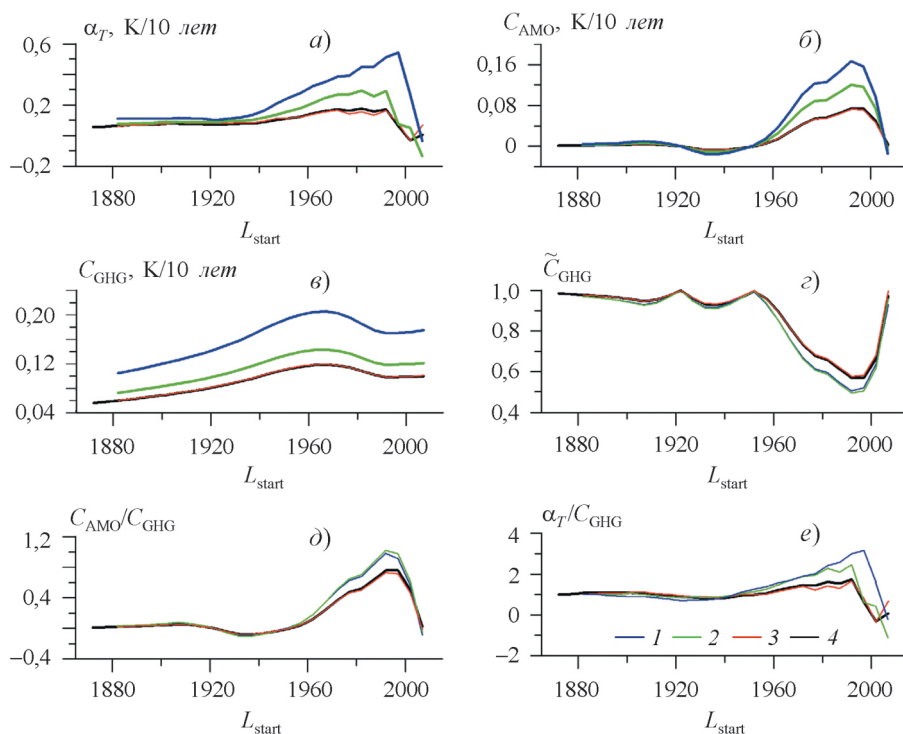 α_T, К/10 лет
а)
0,6
0,2
−0,2
1880 1920 1960 2000
L_start
C_AMO, К/10 лет
б)
0,16
0,08
0
1880 1920 1960 2000
L_start
C_GHG, К/10 лет
в)
0,20
0,12
0,04
1880 1920 1960 2000
L_start
C̃_GHG
г)
1,0
0,8
0,6
0,4
1880 1920 1960 2000
L_start
C_AMO/C_GHG
д)
1,2
0,4
−0,4
1880 1920 1960 2000
L_start
α_T/C_GHG
е)
4
2
0
−2
1 2 3 4
1880 1920 1960 2000
L_start